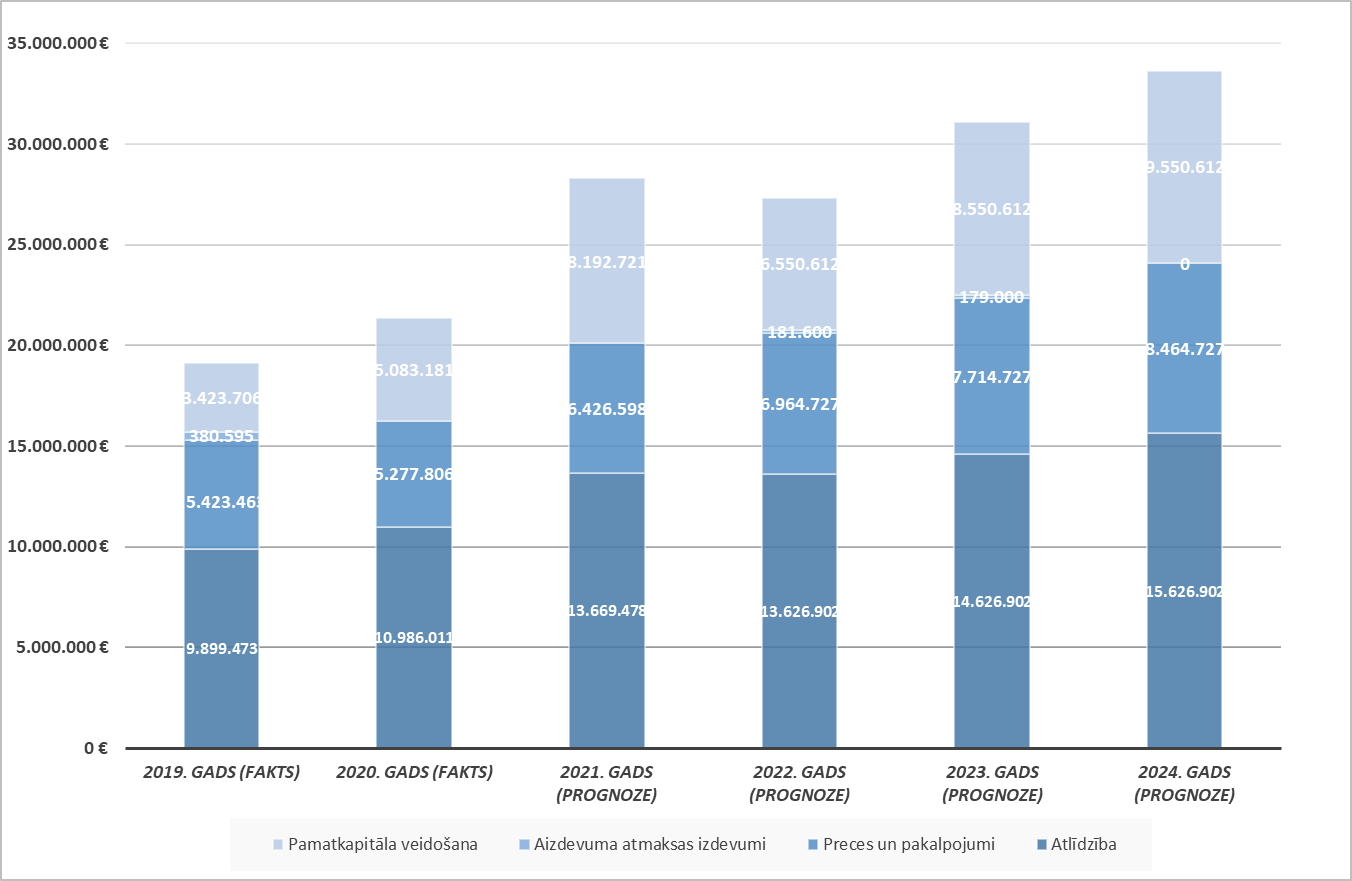 35.000.000 €
30.000.000 €
25.000.000 €
20.000.000 €
15.000.000 €
10.000.000 €
5.000.000 €
0 €
3.423.706
380.595
5.423.463
9.899.473
5.083.181
5.277.806
10.986.011
8.192.721
6.426.598
13.669.478
6.550.612
181.600
6.964.727
13.626.902
8.550.612
179.000
7.714.727
14.626.902
9.550.612
0
8.464.727
15.626.902
2019. GADS (FAKTS)
2020. GADS (FAKTS)
2021. GADS
(PROGNOZE)
2022. GADS
(PROGNOZE)
2023. GADS
(PROGNOZE)
2024. GADS
(PROGNOZE)
Pamatkapitāla veidošana
Aizdevuma atmaksas izdevumi
Preces un pakalpojumi
Atlīdzība